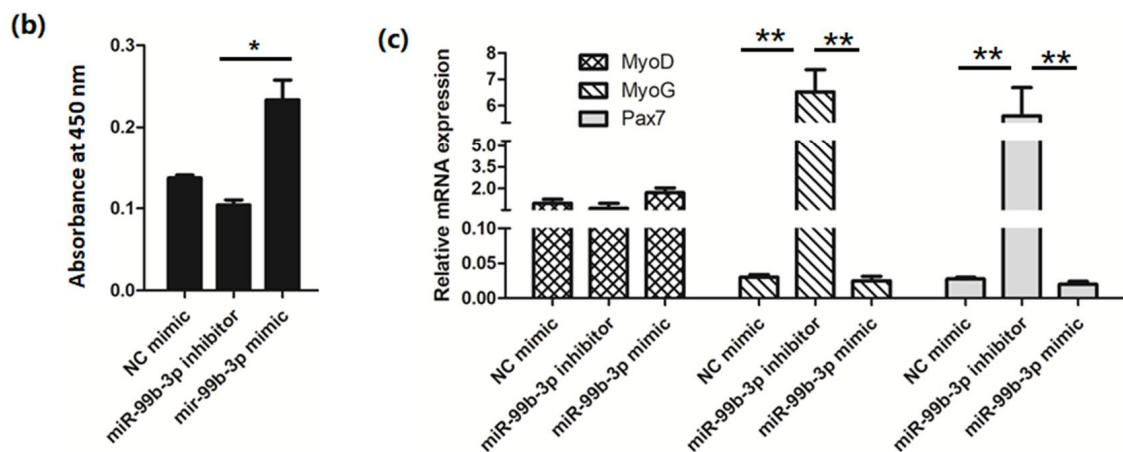 (b)
*
Absorbance at 450 nm
0.3
0.2
0.1
0.0
NC mimic
miR-99b-3p inhibitor
mir-99b-3p mimic
(c)
Relative mRNA expression
8
7
6
5.0
2.0
0.10
0.05
0.00
MyoD
MyoG
Pax7
** **
** **
NC mimic
miR-99b-3p inhibitor
miR-99b-3p mimic
NC mimic
miR-99b-3p inhibitor
miR-99b-3p mimic
NC mimic
miR-99b-3p inhibitor
miR-99b-3p mimic